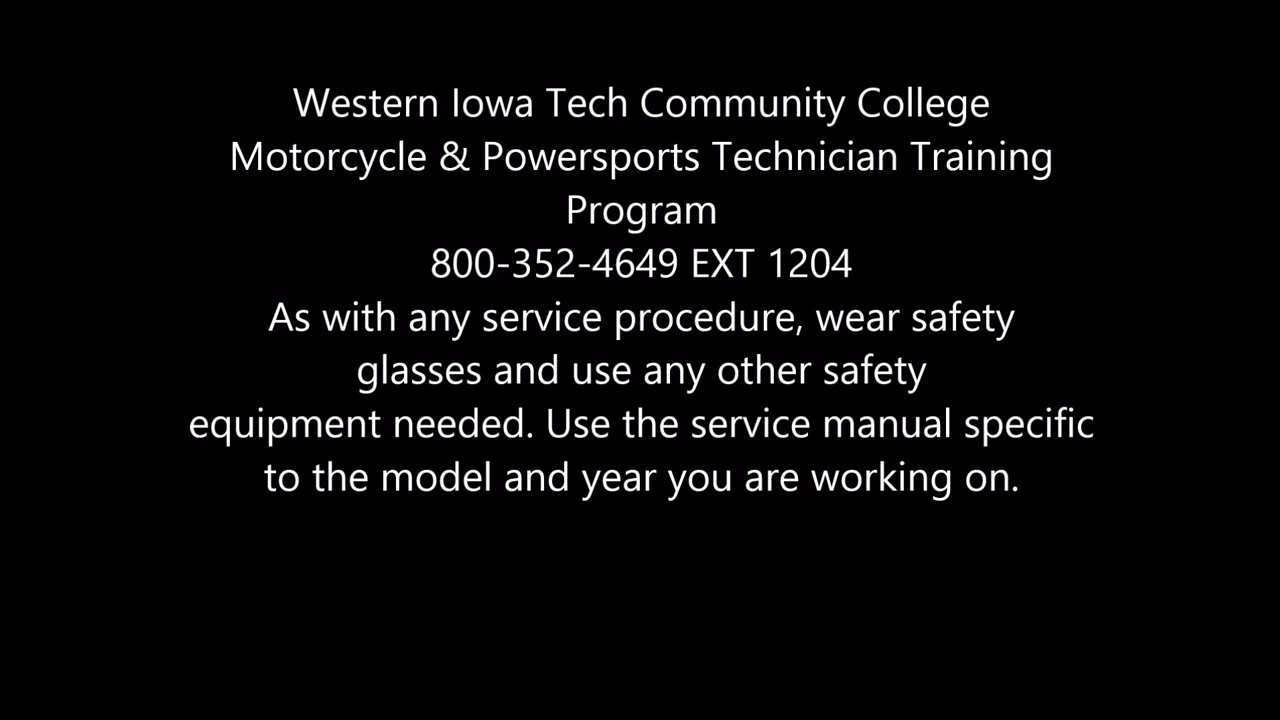 Western Iowa Tech Community College
Motorcycle & Powersports Technician Training
Program
800-352-4649 EXT 1204
As with any service procedure, wear safety
glasses and use any other safety
equipment needed. Use the service manual specific
to the model and year you are working on.